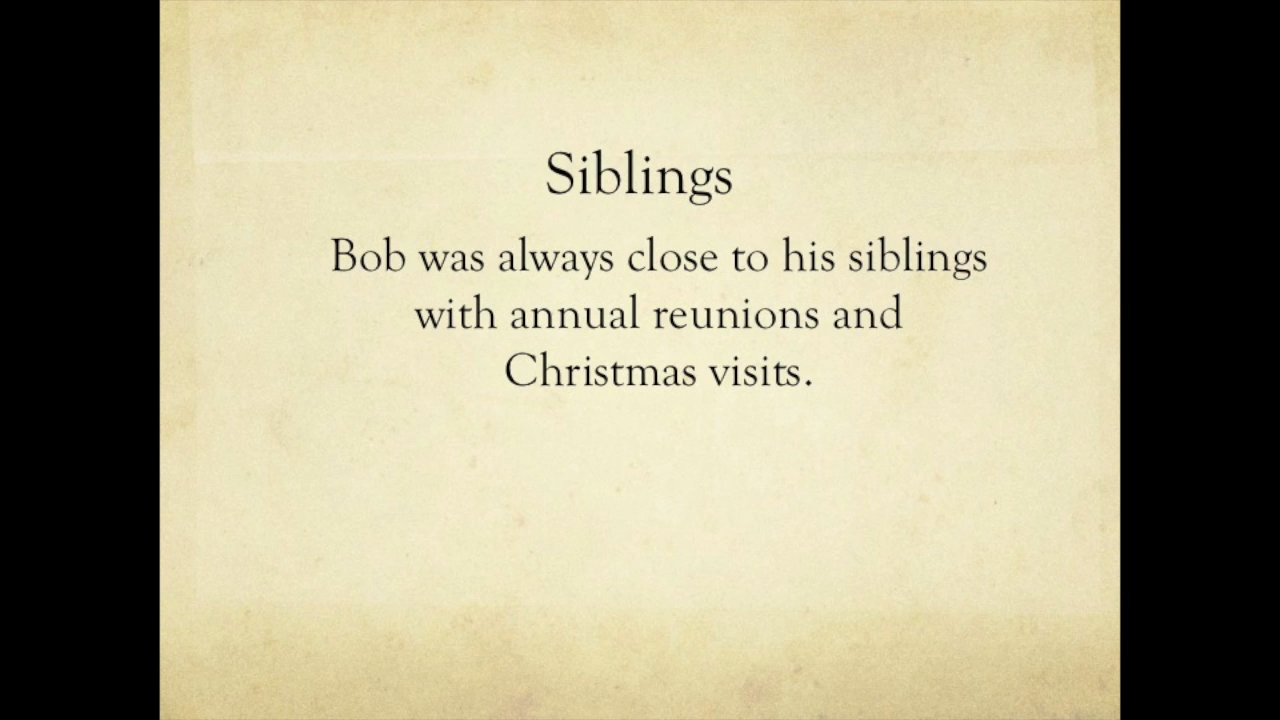 Siblings
Bob was always close to his siblings
with annual reunions and
Christmas visits.